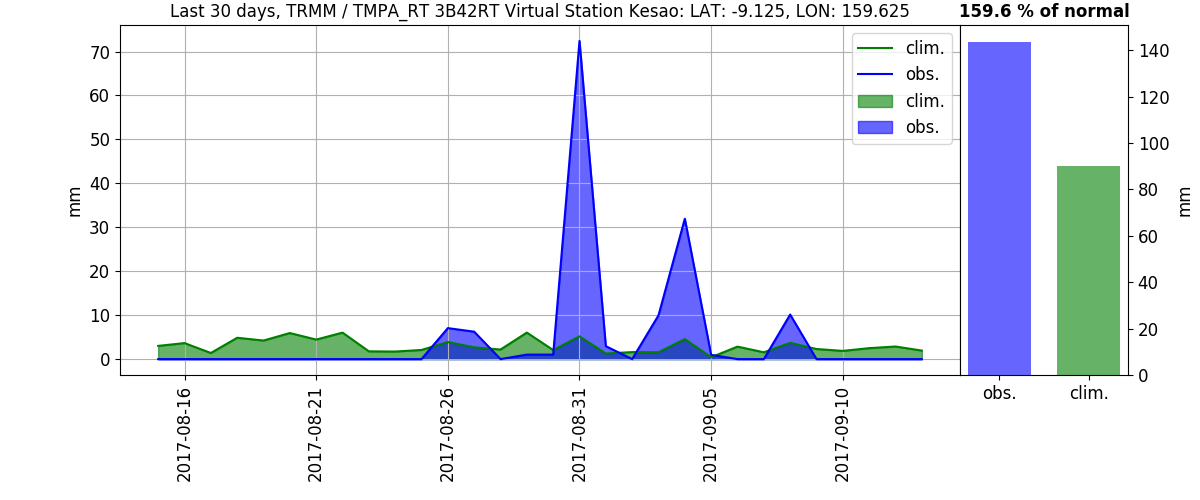 Last 30 days, TRMM / TMPA_RT 3B42RT Virtual Station Kesao: LAT: -9.125, LON: 159.625
159.6 % of normal
mm
70
60
50
40
30
20
10
0
clim.
obs.
clim.
obs.
140
120
100
80
60
40
20
0
mm
obs.
clim.
2017-08-16
2017-08-21
2017-08-26
2017-08-31
2017-09-05
2017-09-10